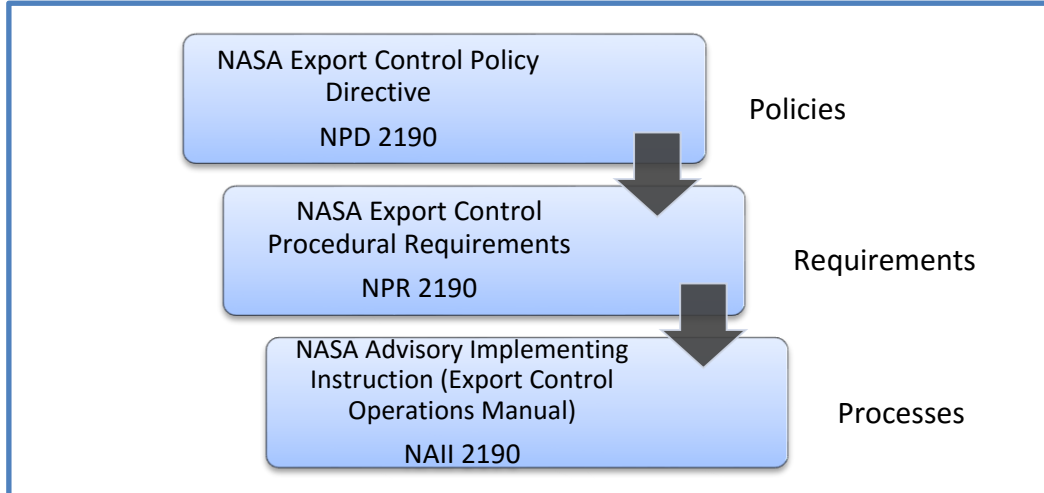 NASA Export Control Policy
Directive
NPD 2190
Policies
NASA Export Control
Procedural Requirements
NPR 2190
Requirements
NASA Advisory Implementing
Instruction (Export Control
Operations Manual)
NAII 2190
Processes